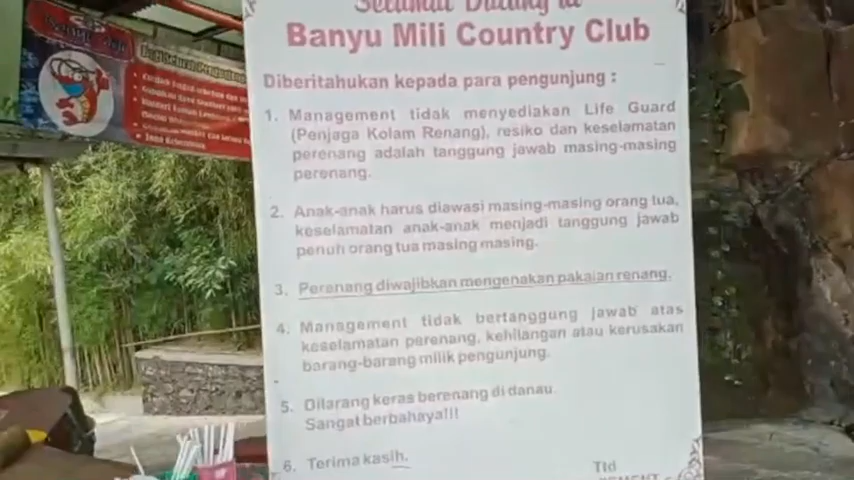 Selamat Datang di
Banyu Mili Country Club
Diberitahukan kepada para pengunjung :
1. Management tidak menyediakan Life Guard
(Penjaga Kolam Renang), resiko dan keselamatan
perenang adalah tanggung jawab masing-masing
perenang.
2. Anak-anak harus diawasi masing-masing orang tua,
keselamatan anak-anak menjadi tanggung jawab
penuh orang tua masing masing.
3. Perenang diwajibkan mengenakan pakaian renang.
4. Management tidak bertanggung jawab atas
keselamatan perenang, kehilangan atau kerusakan
barang-barang milik pengunjung.
5. Dilarang keras berenang di danau.
Sangat berbahaya!!!
6. Terima kasih.
Ttd